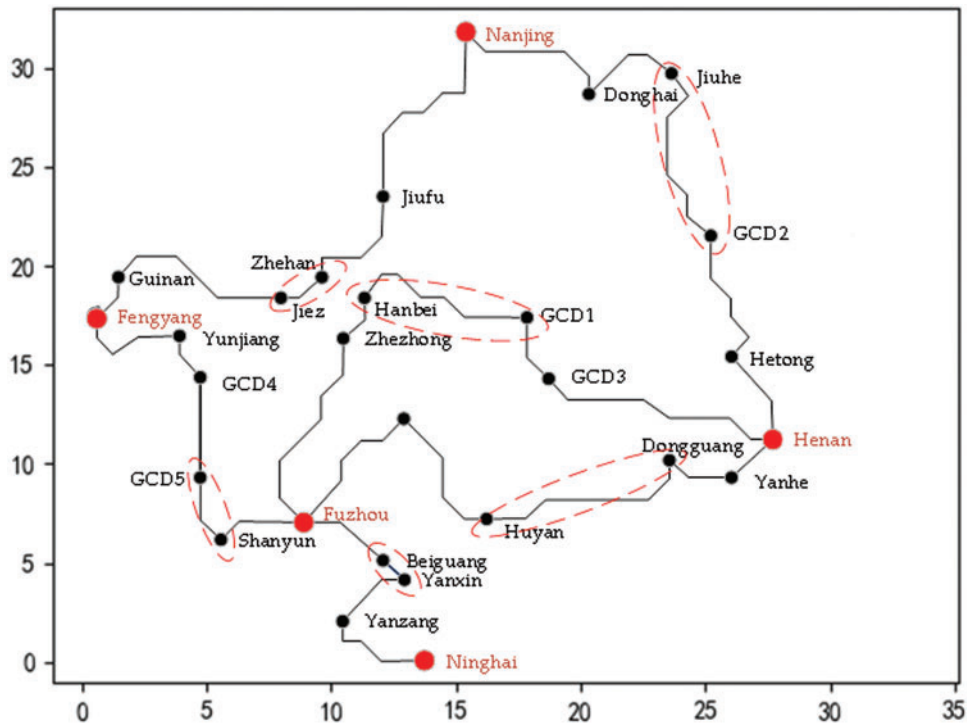 30
25
20
15
10
5
0
Nanjing
Jiuhe
Donghai
Jiufu
GCD2
Zhehan
Guinan
Jiez
Hanbei
GCD1
Fengyang
Yunjiang
Zhezhong
Hetong
GCD4
GCD3
Dongguang
Henan
GCD5
Yanhe
Fuzhou
Shanyun
Huyan
Beiguang
Yanxin
Yanzang
Ninghai
0 5 10 15 20 25 30 35